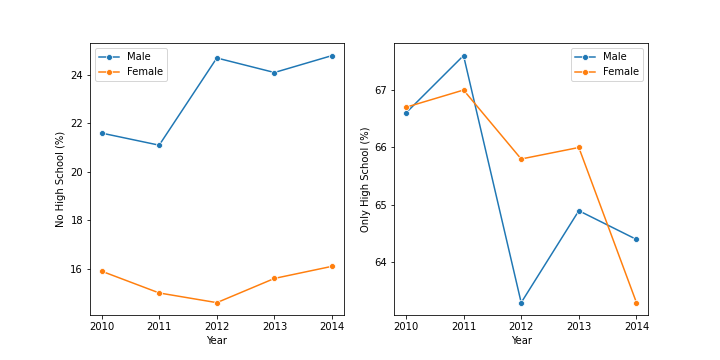 Male
Female
24
22
20
18
16
No High School (%)
2010 2011 2012 2013 2014
Year
Male
Female
67
66
65
64
Only High School (%)
2010 2011 2012 2013 2014
Year